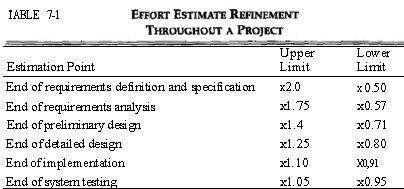 TABLE 7-1 EFFORT ESTIMATE REFINEMENT
THROUGHOUT A PROJECT
Upper Lower
Estimation Point Limit Limit
End of requirements definition and specification x2.0 x0.50
End of requirements analysis x1.75 x0.57
End of preliminary design x1.4 x0.71
End of detailed design x1.25 x0.80
End of implementation x1.10 X0,91
End of system testing x1.05 x0.95